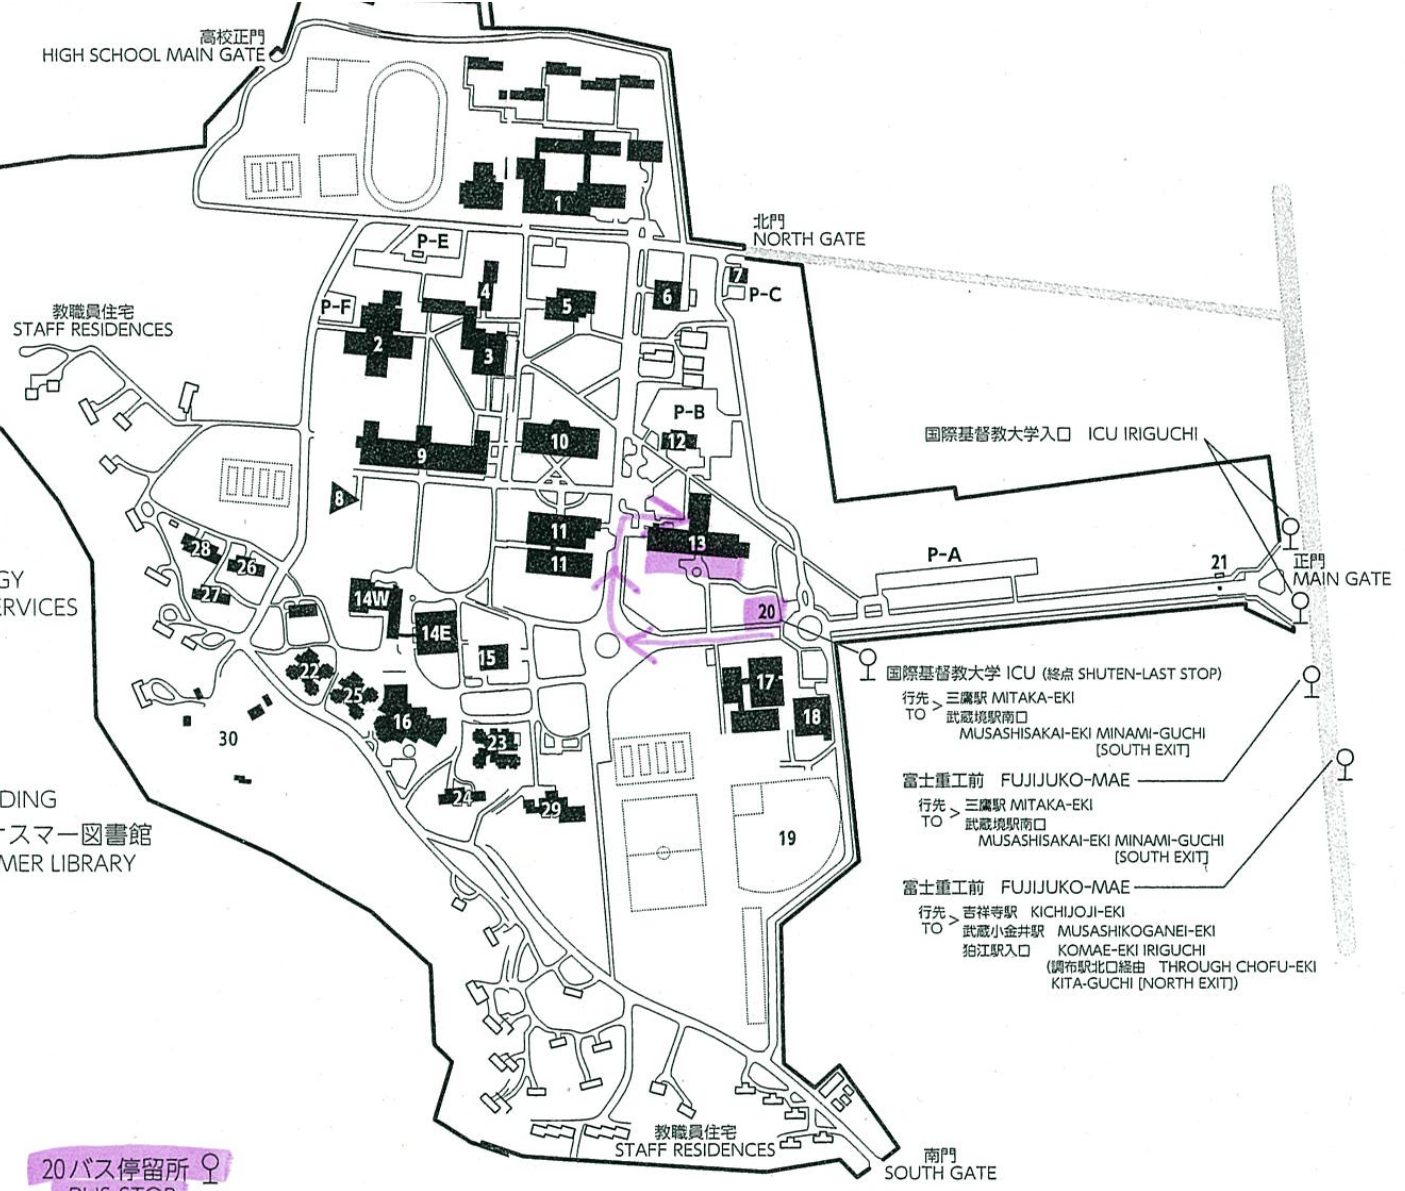 高校正門
HIGH SCHOOL MAIN GATE
1
北門
NORTH GATE
P-E
7
P-C
4
5
6
P-F
教職員住宅
STAFF RESIDENCES
2
3
P-B
国際基督教大学入口 ICU IRIGUCHI
12
10
9
8
11
13
11
P-A
21
正門
MAIN GATE
28
26
27
14W
20
14E
15
22
25
17
18
16
23
30
24
29
19
国際基督教大学 ICU (終点 SHUTEN-LAST STOP)
行先 TO > 三鷹駅 MITAKA-EKI
武蔵境駅南口
MUSASHISAKAI-EKI MINAMI-GUCHI
[SOUTH EXIT]
富士重工前 FUJIJUKO-MAE
行先 TO > 三鷹駅 MITAKA-EKI
武蔵境駅南口
MUSASHISAKAI-EKI MINAMI-GUCHI
[SOUTH EXIT]
富士重工前 FUJIJUKO-MAE
行先 TO > 吉祥寺駅 KICHIJOJI-EKI
武蔵小金井駅 MUSASHIKOGANEI-EKI
狛江駅入口 KOMAE-EKI IRIGUCHI
(調布駅北口経由 THROUGH CHOFU-EKI
KITA-GUCHI [NORTH EXIT])
GY
ERVICES
DING
スマー図書館
MER LIBRARY
教職員住宅
STAFF RESIDENCES
南門
SOUTH GATE
20 バス停留所
BUS STOP